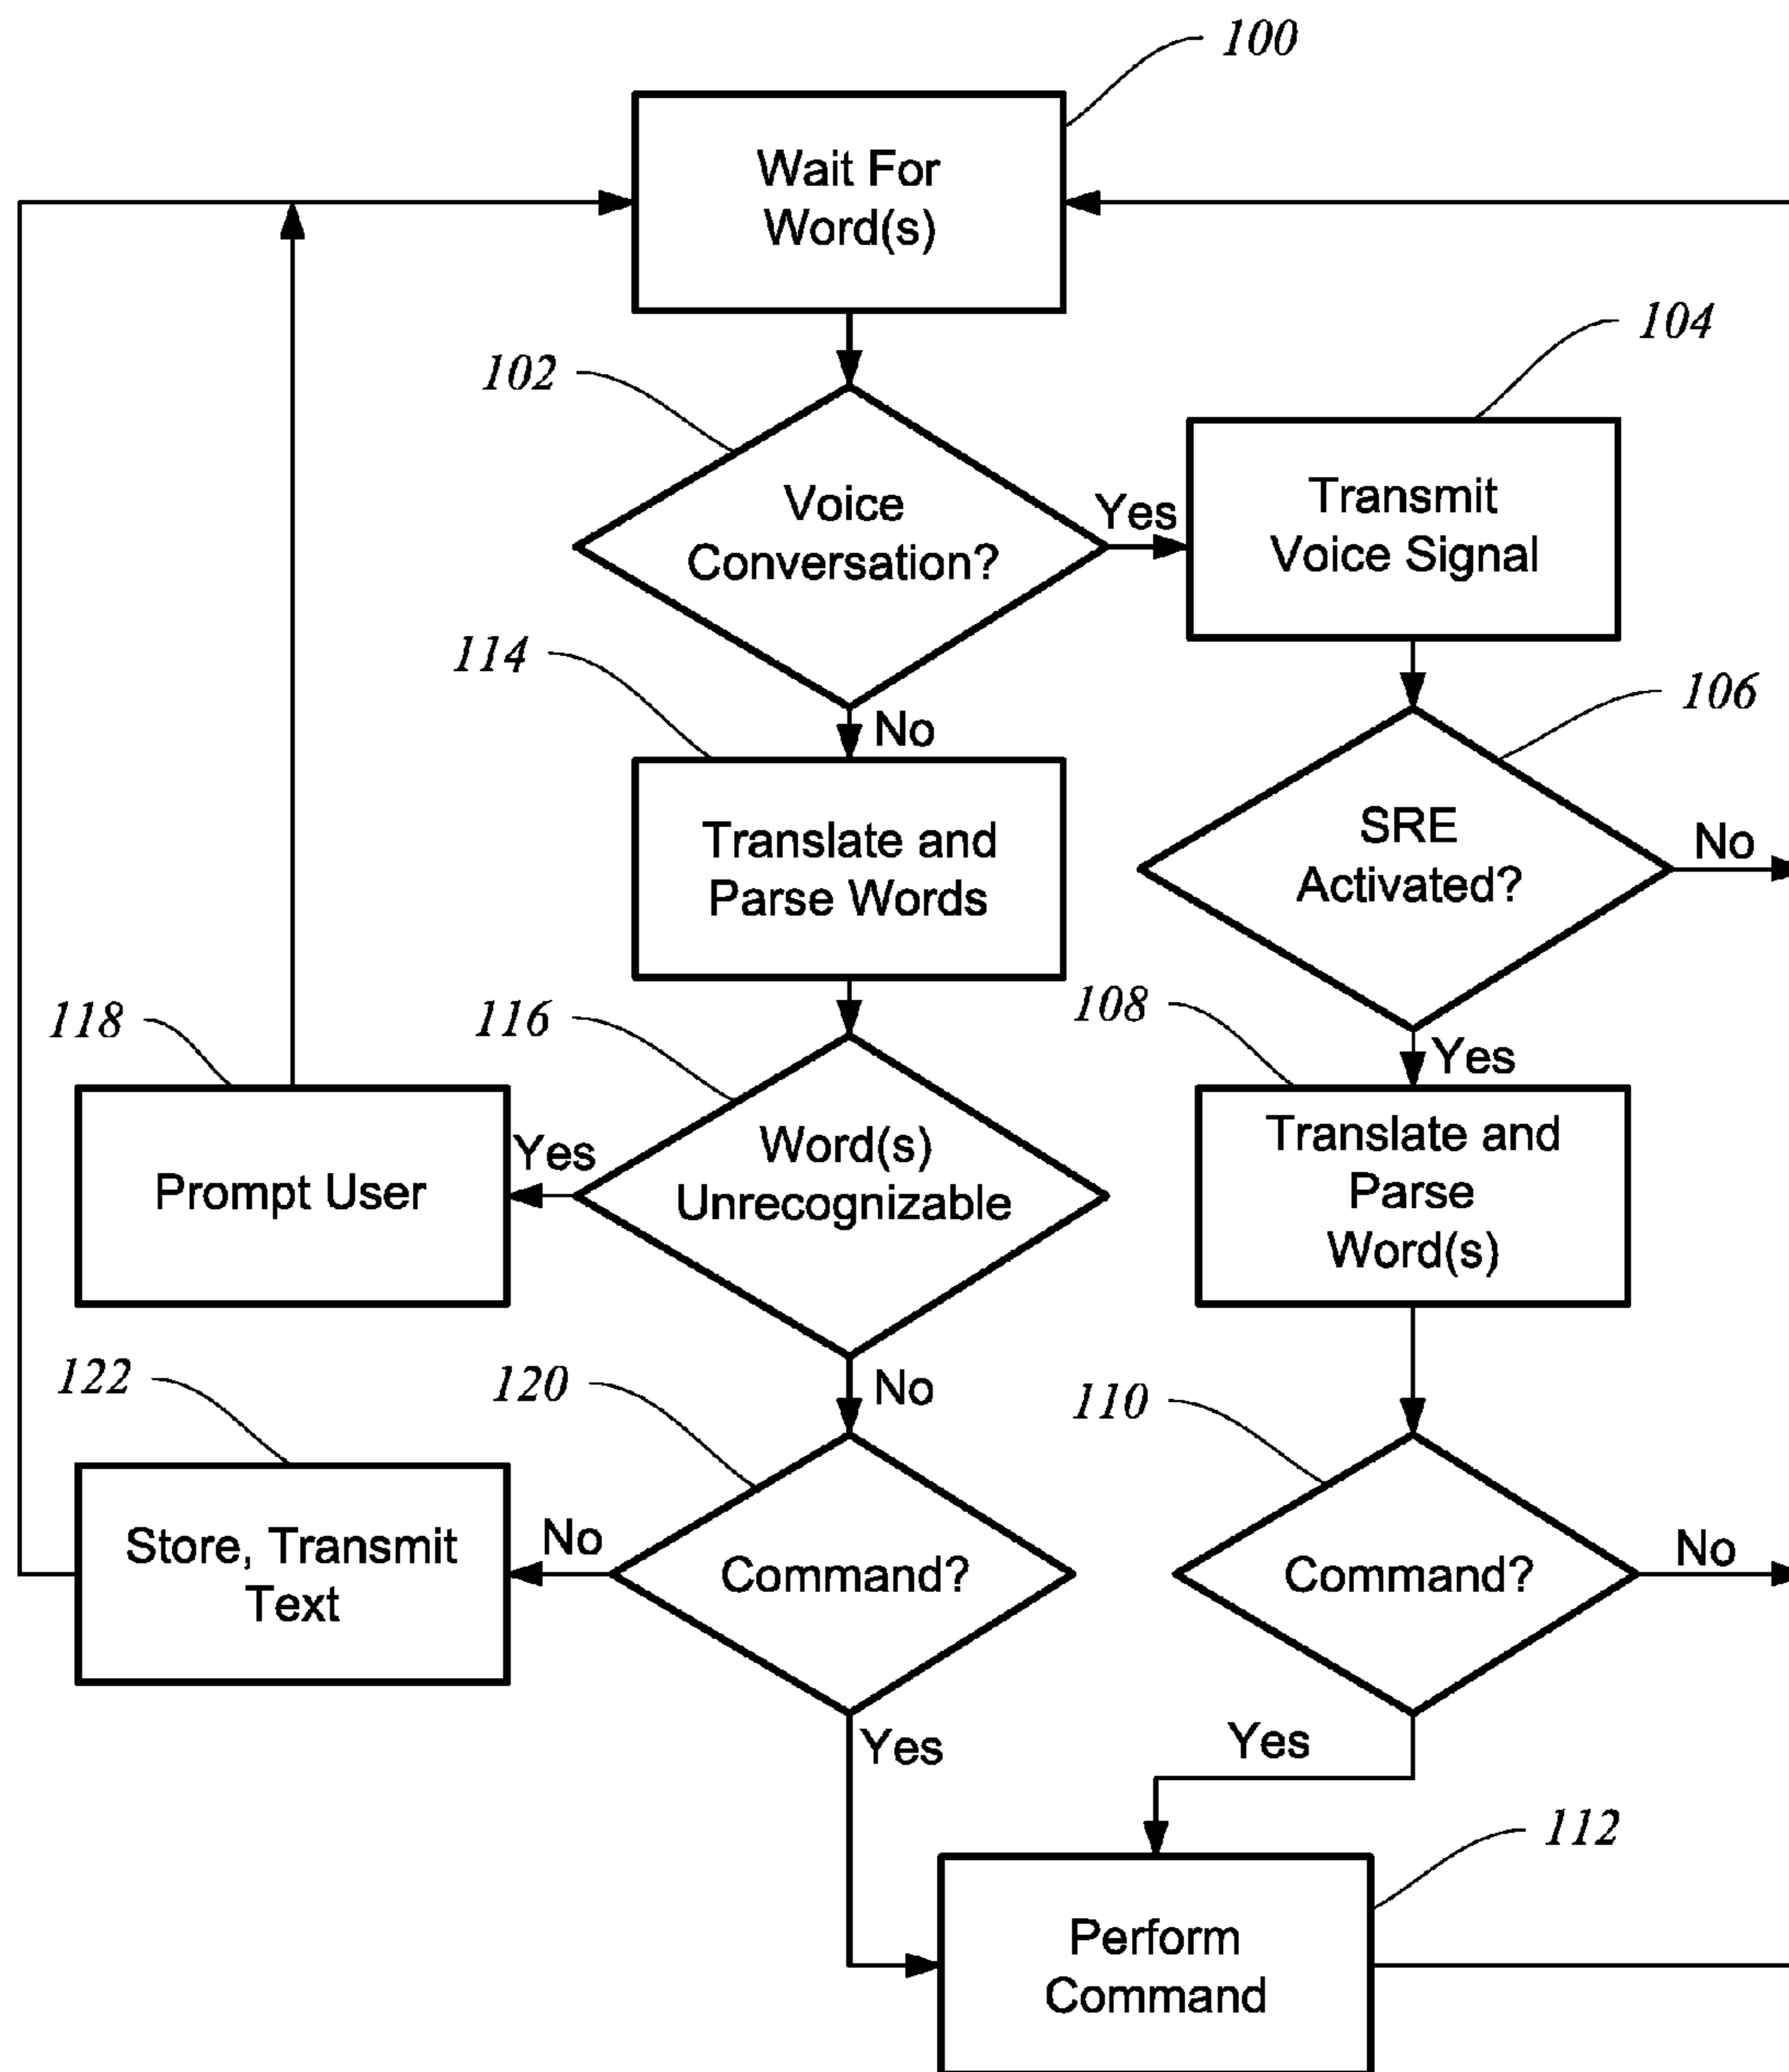 100
Wait For
Word(s)
102
104
Voice
Conversation?
Yes
Transmit
Voice Signal
114
No
106
Translate and
Parse Words
SRE
Activated?
No
118
116
108
Yes
Prompt User
Yes
Word(s)
Unrecognizable
Translate and
Parse
Word(s)
122
120
No
110
Store, Transmit
Text
No
Command?
Command?
No
Yes
Yes
112
Perform
Command